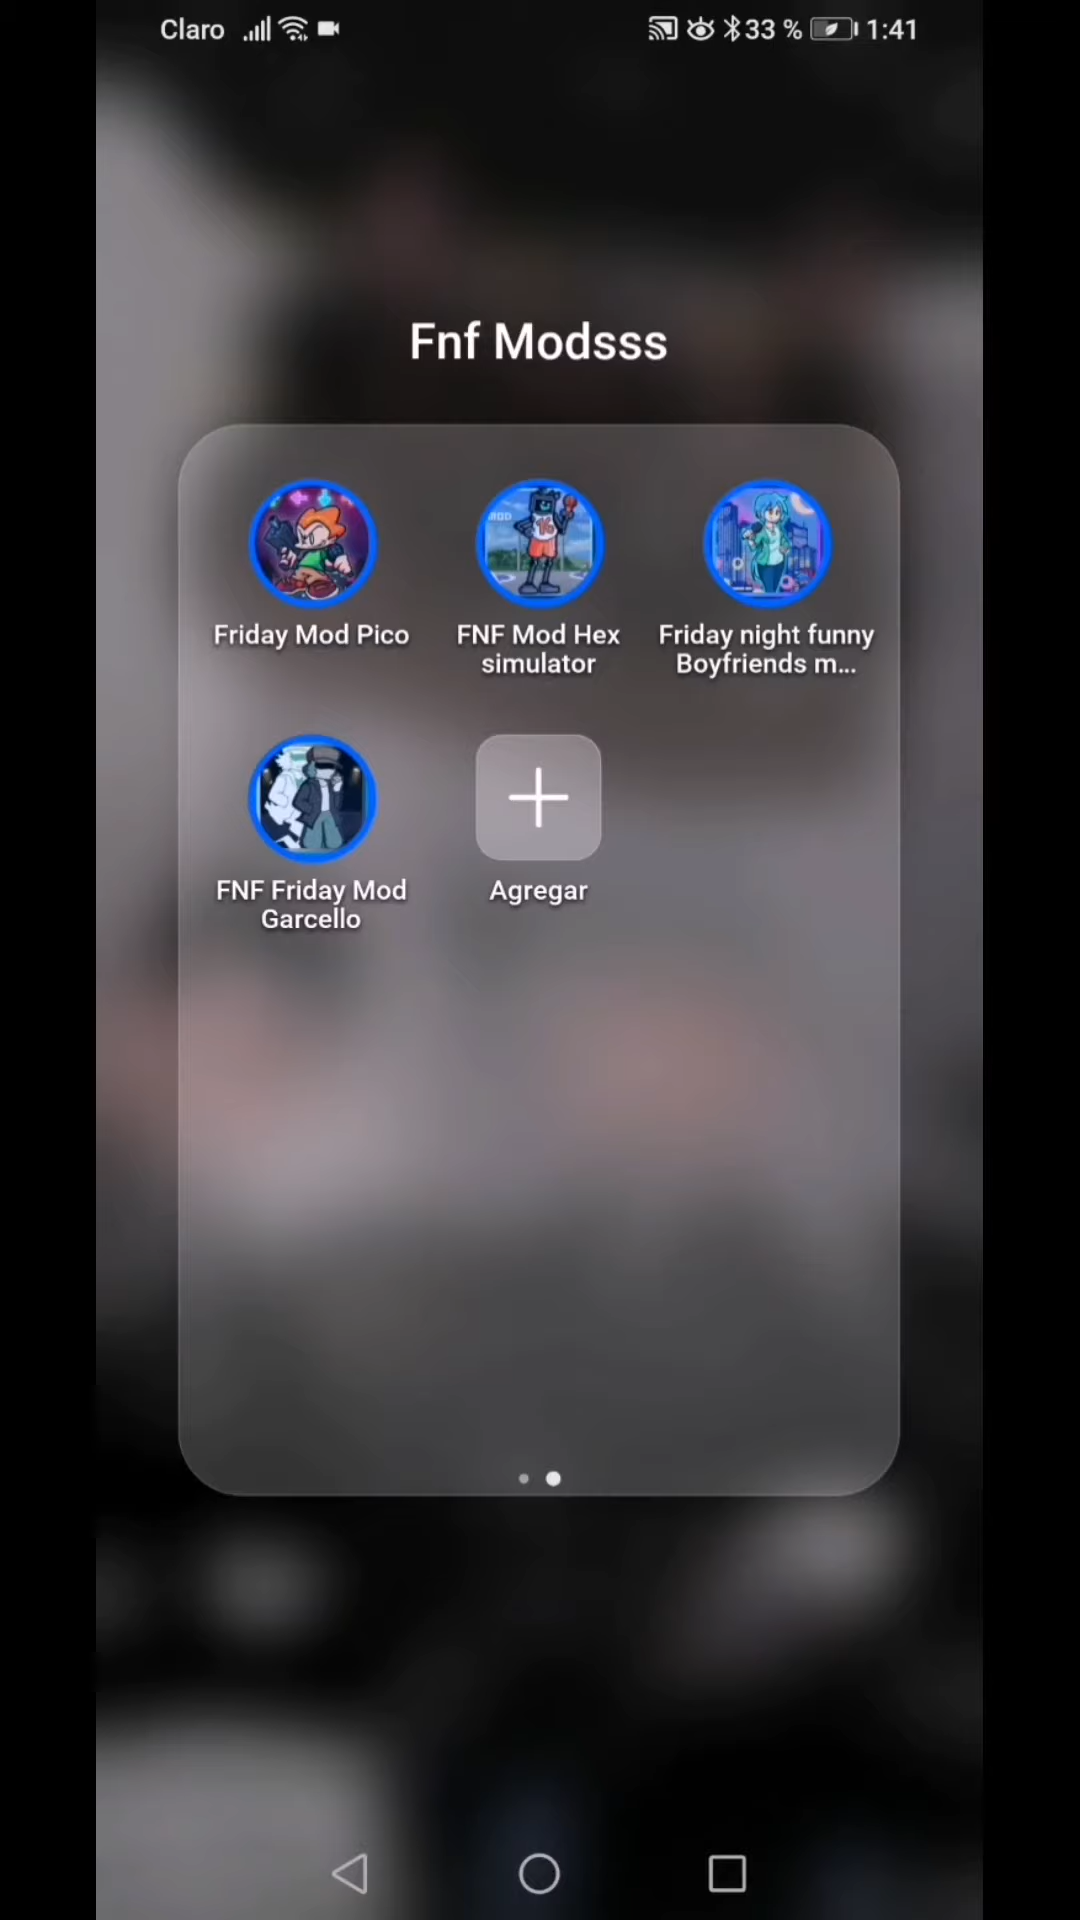 Claro 33 % 1:41
Fnf Modsss
MOD
Friday Mod Pico
FNF Mod Hex
simulator
Friday night funny
Boyfriends m...
FNF Friday Mod
Garcello
Agregar